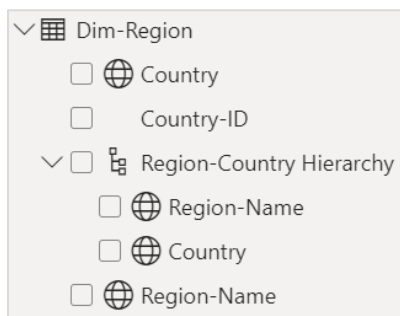 Dim-Region
Country
Country-ID
Region-Country Hierarchy
Region-Name
Country
Region-Name